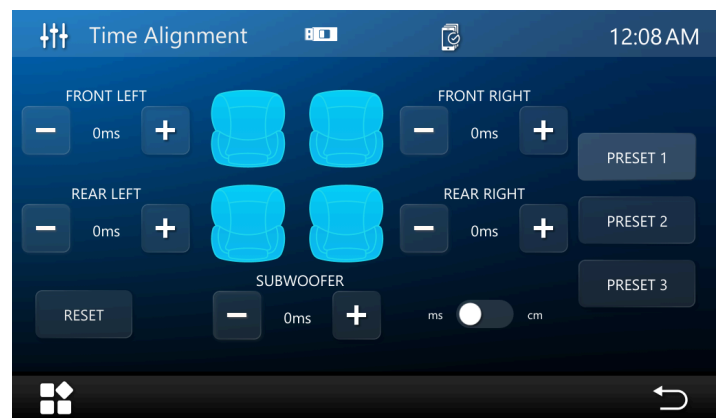 Time Alignment
12:08 AM
FRONT LEFT
FRONT RIGHT
− 0ms +
− 0ms +
PRESET 1
REAR LEFT
REAR RIGHT
− 0ms +
− 0ms +
PRESET 2
SUBWOOFER
PRESET 3
RESET
− 0ms +
ms cm